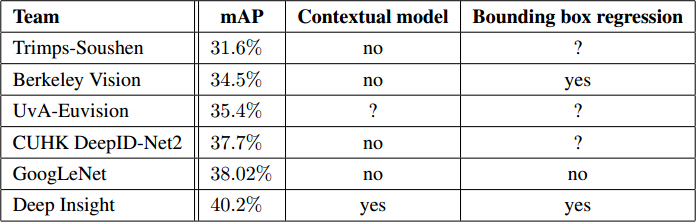 Team mAP Contextual model Bounding box regression
Trimps-Soushen 31.6% no ?
Berkeley Vision 34.5% no yes
UvA-Euvision 35.4% ? ?
CUHK DeepID-Net2 37.7% no ?
GoogLeNet 38.02% no no
Deep Insight 40.2% yes yes